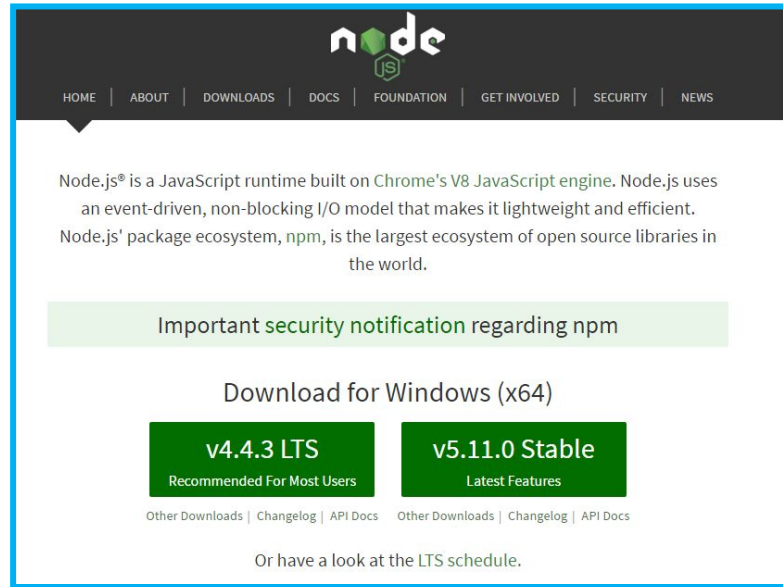 node
JS
HOME | ABOUT | DOWNLOADS | DOCS | FOUNDATION | GET INVOLVED | SECURITY | NEWS
Node.js® is a JavaScript runtime built on Chrome's V8 JavaScript engine. Node.js uses
an event-driven, non-blocking I/O model that makes it lightweight and efficient.
Node.js' package ecosystem, npm, is the largest ecosystem of open source libraries in
the world.
Important security notification regarding npm
Download for Windows (x64)
v4.4.3 LTS v5.11.0 Stable
Recommended For Most Users Latest Features
Other Downloads | Changelog | API Docs Other Downloads | Changelog | API Docs
Or have a look at the LTS schedule.